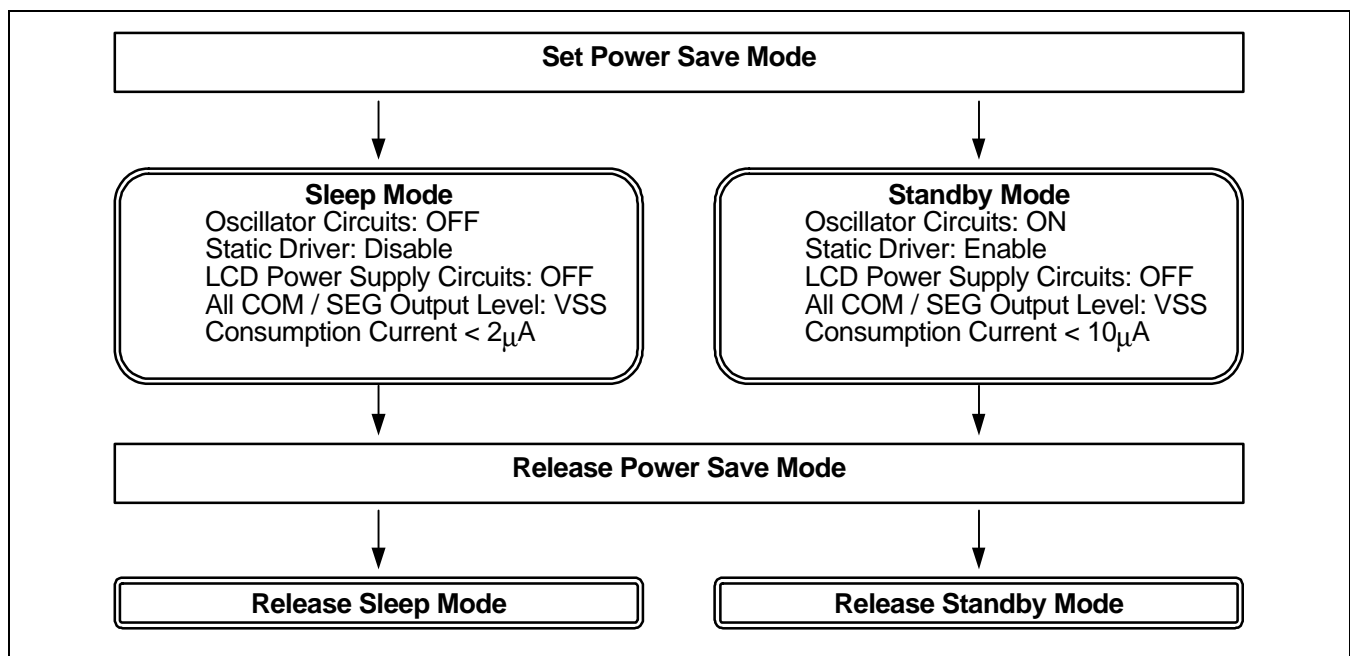 Set Power Save Mode
Sleep Mode
Oscillator Circuits: OFF
Static Driver: Disable
LCD Power Supply Circuits: OFF
All COM / SEG Output Level: VSS
Consumption Current < 2μA
Standby Mode
Oscillator Circuits: ON
Static Driver: Enable
LCD Power Supply Circuits: OFF
All COM / SEG Output Level: VSS
Consumption Current < 10μA
Release Power Save Mode
Release Sleep Mode
Release Standby Mode